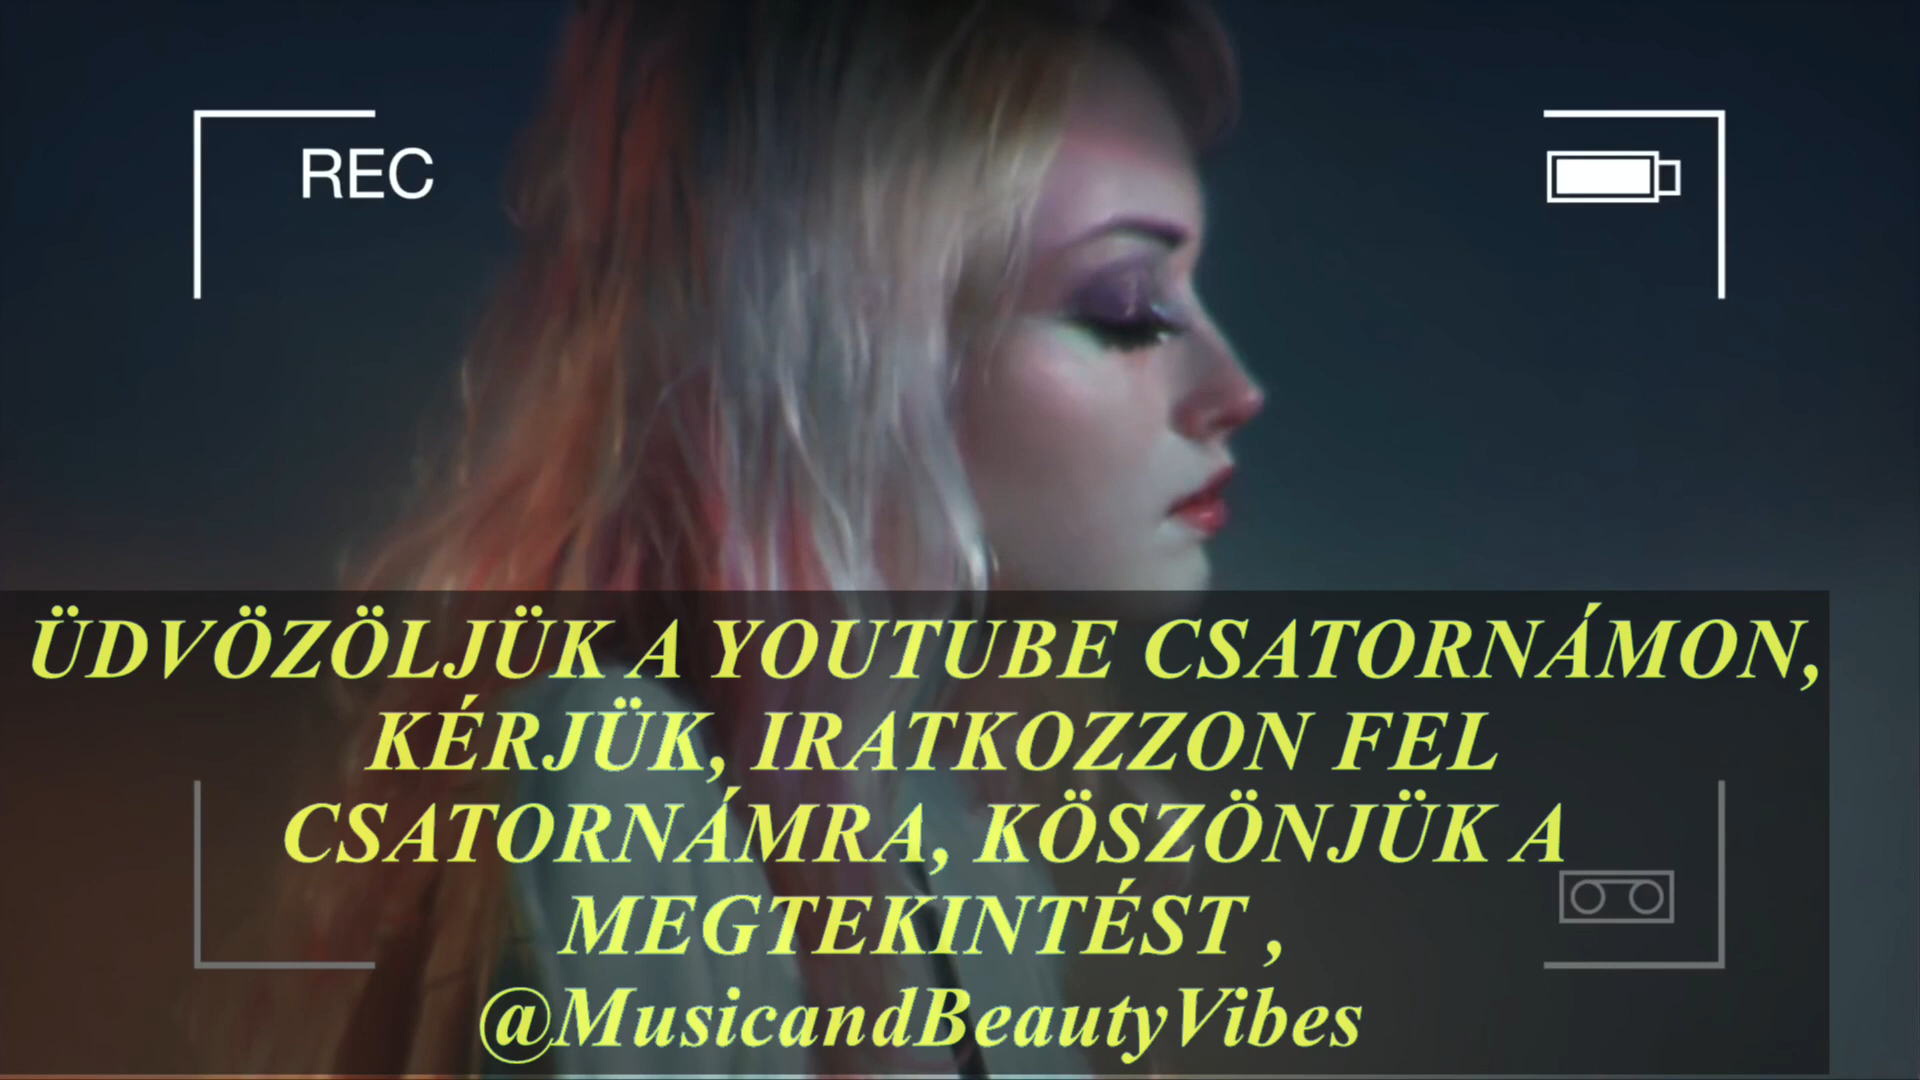 REC
ÜDVÖZÖLJÜK A YOUTUBE CSATORNÁMON,
KÉRJÜK, IRATKOZZON FEL
CSATORNÁMRA, KÖSZÖNJÜK A
MEGTEKINTÉST ,
@MusicandBeautyVibes